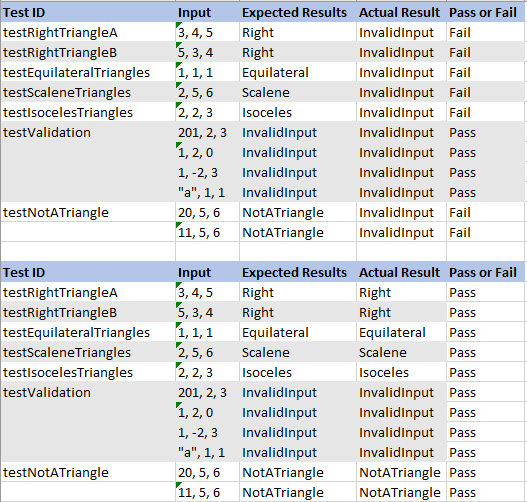 Test ID Input Expected Results Actual Result Pass or Fail
testRightTriangleA 3, 4, 5 Right InvalidInput Fail
testRightTriangleB 5, 3, 4 Right InvalidInput Fail
testEquilateralTriangles 1, 1, 1 Equilateral InvalidInput Fail
testScaleneTriangles 2, 5, 6 Scalene InvalidInput Fail
testIsocelesTriangles 2, 2, 3 Isoceles InvalidInput Fail
testValidation 201, 2, 3 InvalidInput InvalidInput Pass
1, 2, 0 InvalidInput InvalidInput Pass
1, -2, 3 InvalidInput InvalidInput Pass
"a", 1, 1 InvalidInput InvalidInput Pass
testNotATriangle 20, 5, 6 NotATriangle InvalidInput Fail
11, 5, 6 NotATriangle InvalidInput Fail
Test ID Input Expected Results Actual Result Pass or Fail
testRightTriangleA 3, 4, 5 Right Right Pass
testRightTriangleB 5, 3, 4 Right Right Pass
testEquilateralTriangles 1, 1, 1 Equilateral Equilateral Pass
testScaleneTriangles 2, 5, 6 Scalene Scalene Pass
testIsocelesTriangles 2, 2, 3 Isoceles Isoceles Pass
testValidation 201, 2, 3 InvalidInput InvalidInput Pass
1, 2, 0 InvalidInput InvalidInput Pass
1, -2, 3 InvalidInput InvalidInput Pass
"a", 1, 1 InvalidInput InvalidInput Pass
testNotATriangle 20, 5, 6 NotATriangle NotATriangle Pass
11, 5, 6 NotATriangle NotATriangle Pass